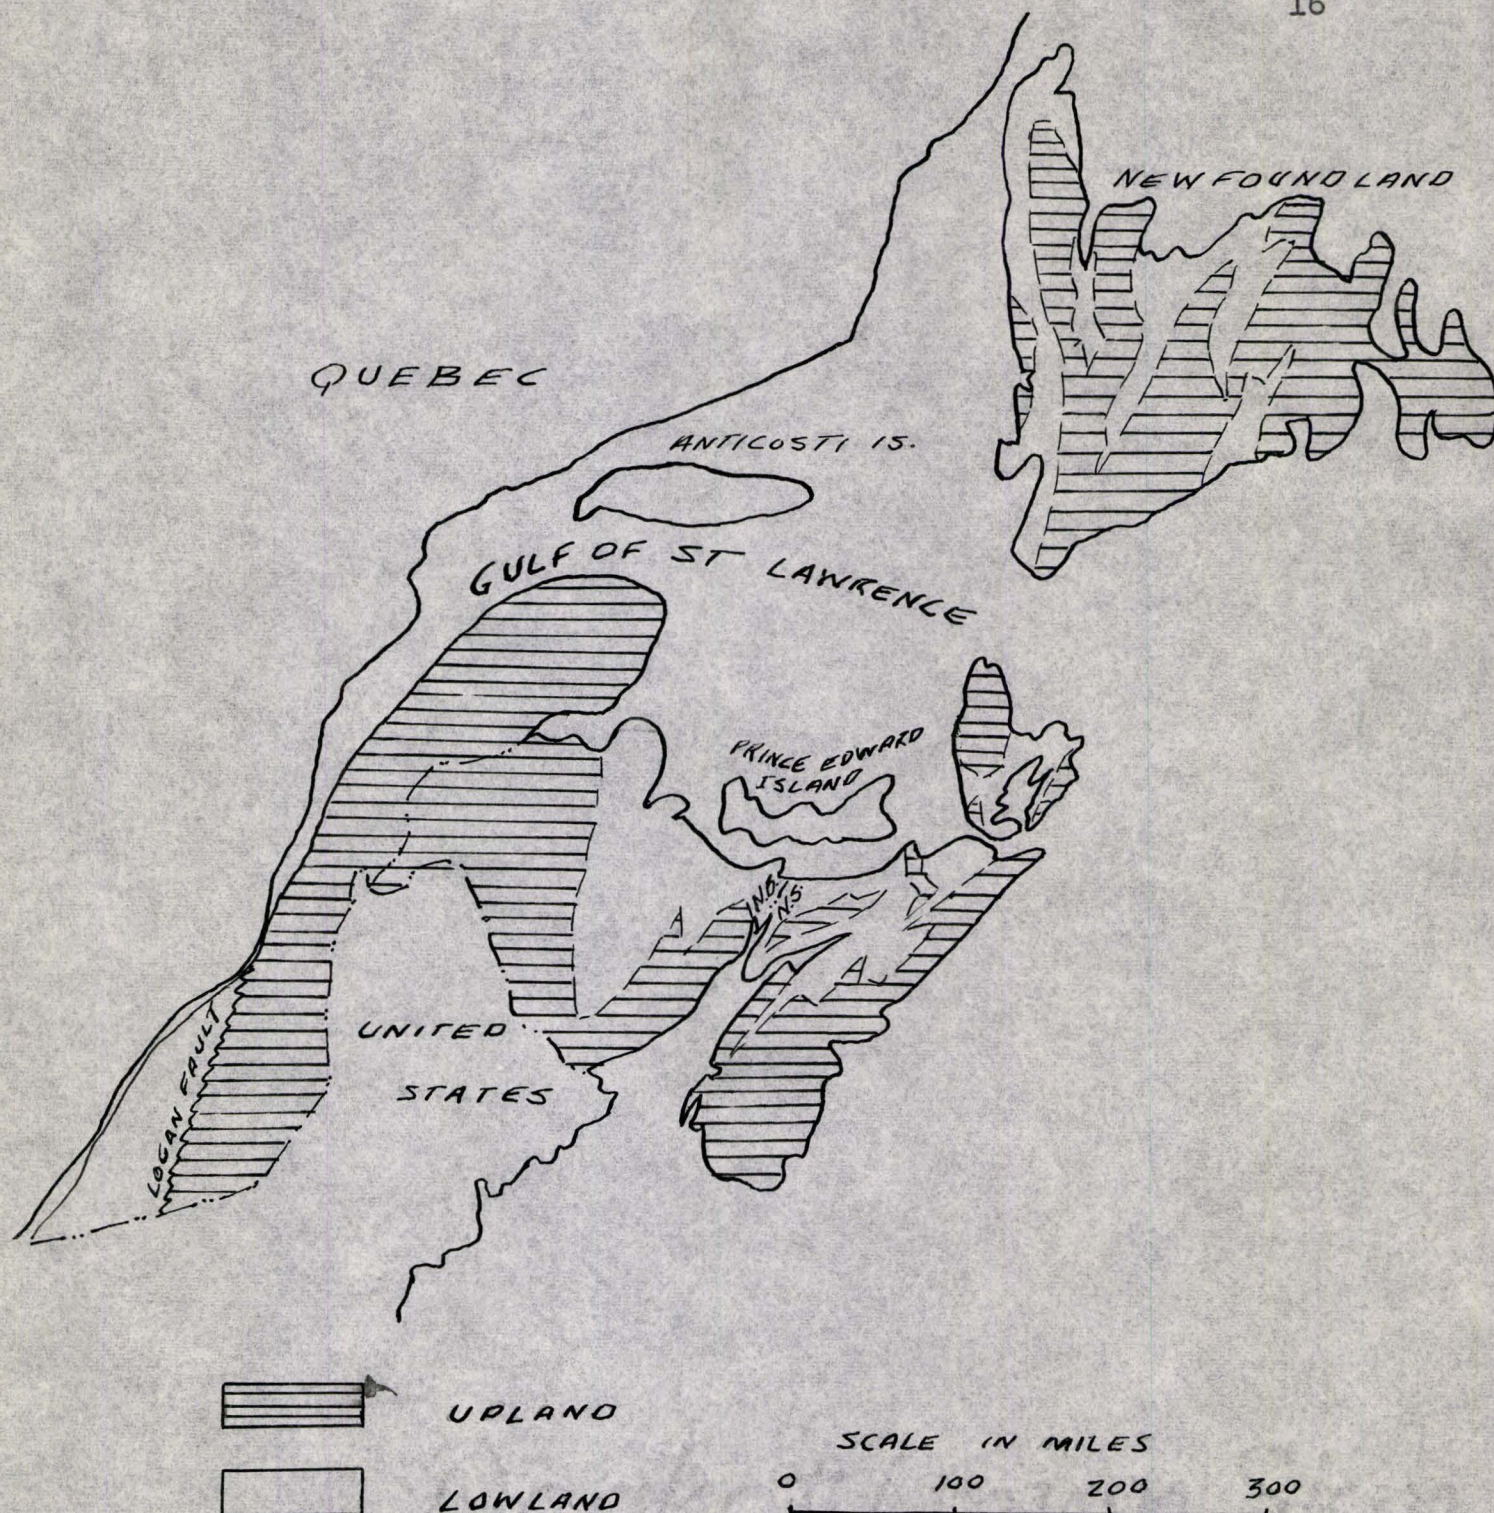 16
NEWFOUNDLAND
QUEBEC
ANTICOSTI IS.
GULF OF ST LAWRENCE
PRINCE EDWARD
ISLAND
N.B.
N.S
UNITED
STATES
LOGAN FAULT
UPLAND
LOWLAND
SCALE IN MILES
0 100 200 300